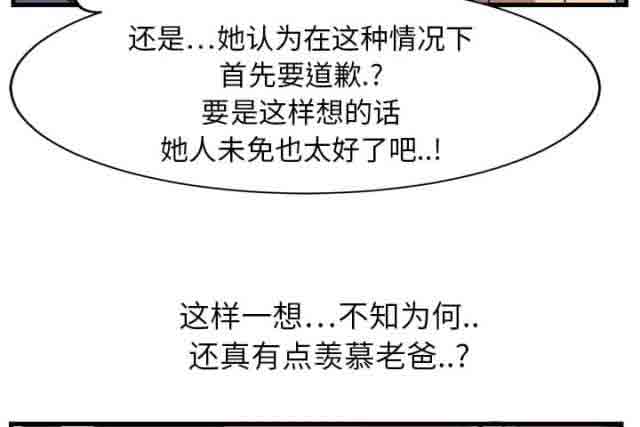 还是...她认为在这种情况下
首先要道歉.?
要是这样想的话
她人未免也太好了吧..!
这样一想...不知为何..
还真有点羡慕老爸..?